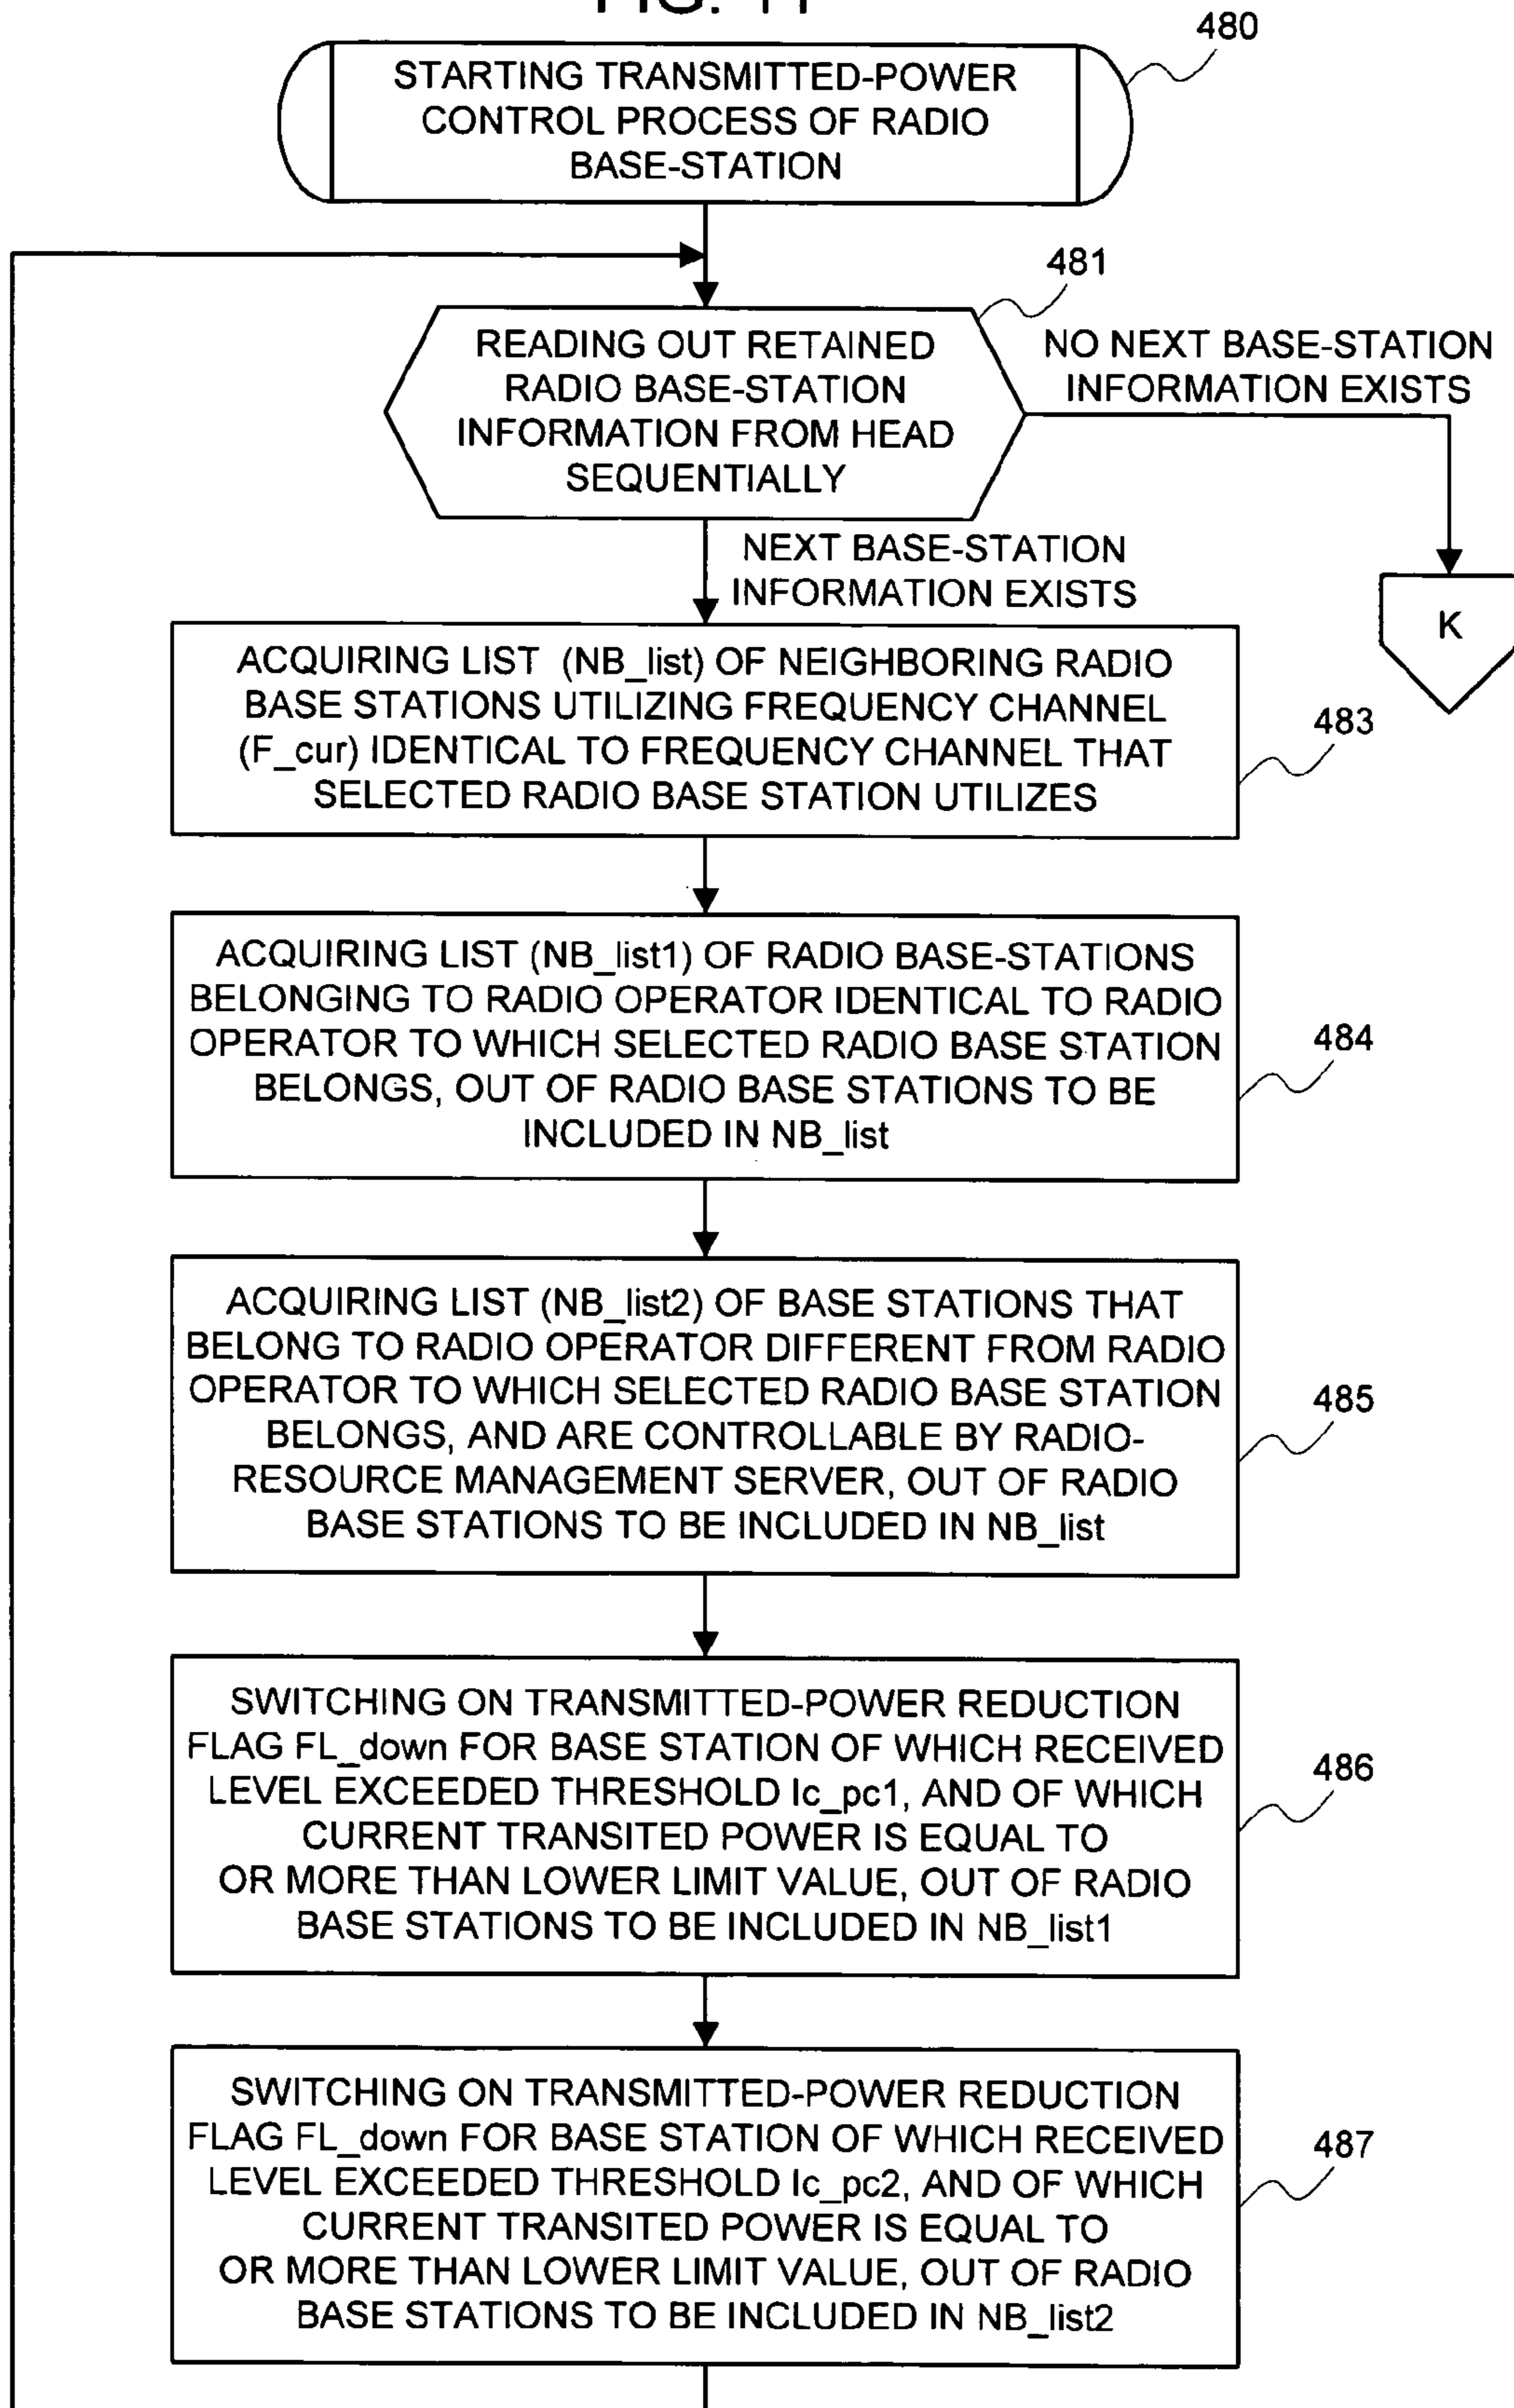 FIG. 11
480
STARTING TRANSMITTED-POWER
CONTROL PROCESS OF RADIO
BASE-STATION
481
READING OUT RETAINED
RADIO BASE-STATION
INFORMATION FROM HEAD
SEQUENTIALLY
NO NEXT BASE-STATION
INFORMATION EXISTS
NEXT BASE-STATION
INFORMATION EXISTS
K
ACQUIRING LIST (NB_list) OF NEIGHBORING RADIO
BASE STATIONS UTILIZING FREQUENCY CHANNEL
(F_cur) IDENTICAL TO FREQUENCY CHANNEL THAT
SELECTED RADIO BASE STATION UTILIZES
483
ACQUIRING LIST (NB_list1) OF RADIO BASE-STATIONS
BELONGING TO RADIO OPERATOR IDENTICAL TO RADIO
OPERATOR TO WHICH SELECTED RADIO BASE STATION
BELONGS, OUT OF RADIO BASE STATIONS TO BE
INCLUDED IN NB_list
484
ACQUIRING LIST (NB_list2) OF BASE STATIONS THAT
BELONG TO RADIO OPERATOR DIFFERENT FROM RADIO
OPERATOR TO WHICH SELECTED RADIO BASE STATION
BELONGS, AND ARE CONTROLLABLE BY RADIO-
RESOURCE MANAGEMENT SERVER, OUT OF RADIO
BASE STATIONS TO BE INCLUDED IN NB_list
485
SWITCHING ON TRANSMITTED-POWER REDUCTION
FLAG FL_down FOR BASE STATION OF WHICH RECEIVED
LEVEL EXCEEDED THRESHOLD Ic_pc1, AND OF WHICH
CURRENT TRANSITED POWER IS EQUAL TO
OR MORE THAN LOWER LIMIT VALUE, OUT OF RADIO
BASE STATIONS TO BE INCLUDED IN NB_list1
486
SWITCHING ON TRANSMITTED-POWER REDUCTION
FLAG FL_down FOR BASE STATION OF WHICH RECEIVED
LEVEL EXCEEDED THRESHOLD Ic_pc2, AND OF WHICH
CURRENT TRANSITED POWER IS EQUAL TO
OR MORE THAN LOWER LIMIT VALUE, OUT OF RADIO
BASE STATIONS TO BE INCLUDED IN NB_list2
487